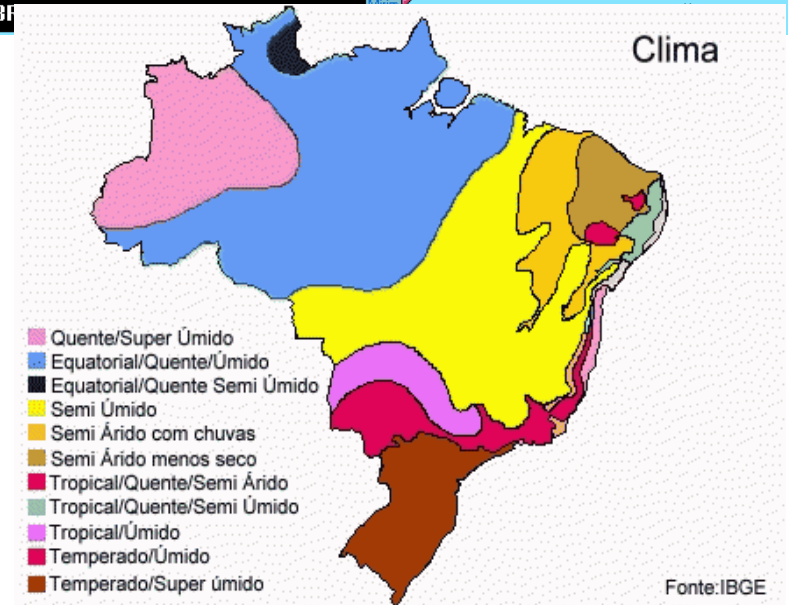 Clima
Quente/Super Úmido
Equatorial/Quente/Úmido
Equatorial/Quente Semi Úmido
Semi Úmido
Semi Árido com chuvas
Semi Árido menos seco
Tropical/Quente/Semi Árido
Tropical/Quente/Semi Úmido
Tropical/Úmido
Temperado/Úmido
Temperado/Super úmido
Fonte:IBGE